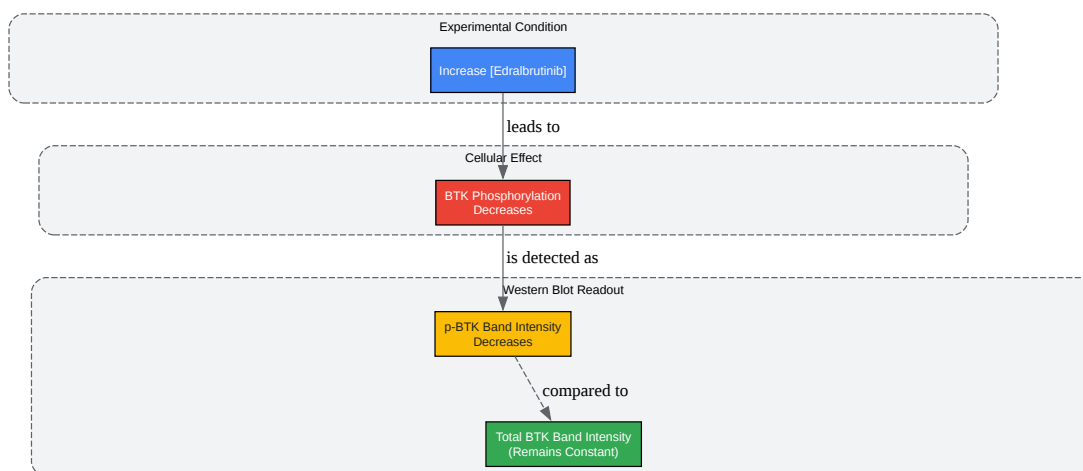 Experimental Condition
Increase [Edralbrutinib]
leads to
Cellular Effect
BTK Phosphorylation
Decreases
is detected as
Western Blot Readout
p-BTK Band Intensity
Decreases
compared to
Total BTK Band Intensity
(Remains Constant)